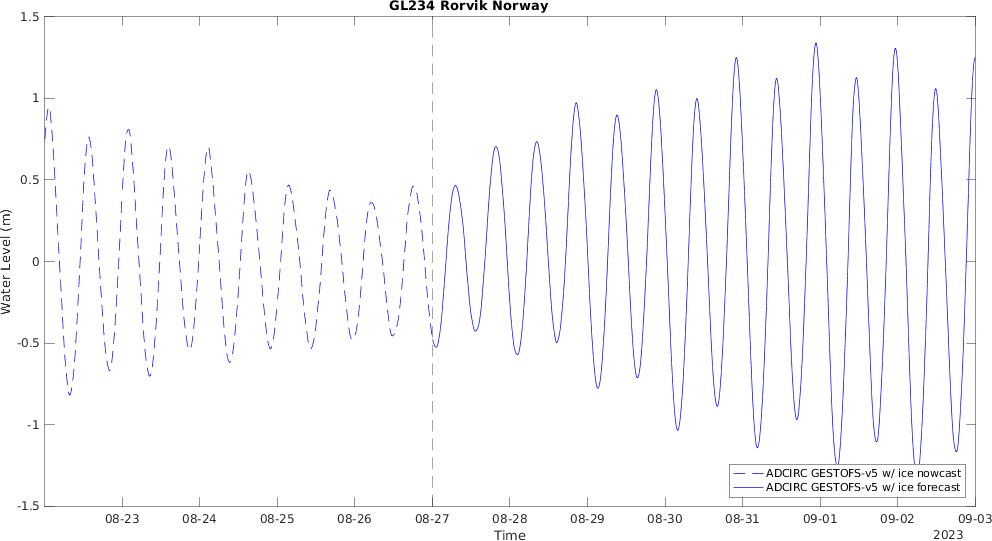 GL234 Rorvik Norway
1.5
1
0.5
0
-0.5
-1
-1.5
Water Level (m)
ADCIRC GESTOFS-v5 w/ ice nowcast
ADCIRC GESTOFS-v5 w/ ice forecast
08-23 08-24 08-25 08-26 08-27 08-28 08-29 08-30 08-31 09-01 09-02 09-03
Time
2023